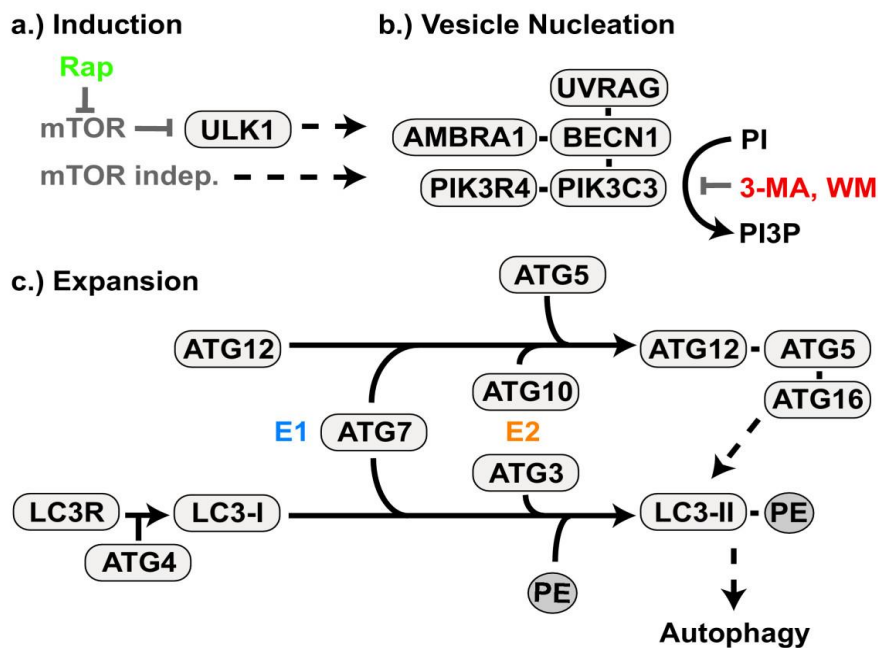 a.) Induction
b.) Vesicle Nucleation
Rap
mTOR
ULK1
mTOR indep.
UVRAG
AMBRA1
BECN1
PIK3R4
PIK3C3
PI
3-MA, WM
PI3P
c.) Expansion
ATG5
ATG12
ATG12
ATG5
ATG10
ATG16
E1
ATG7
E2
ATG3
LC3R
LC3-I
LC3-II
PE
ATG4
PE
Autophagy